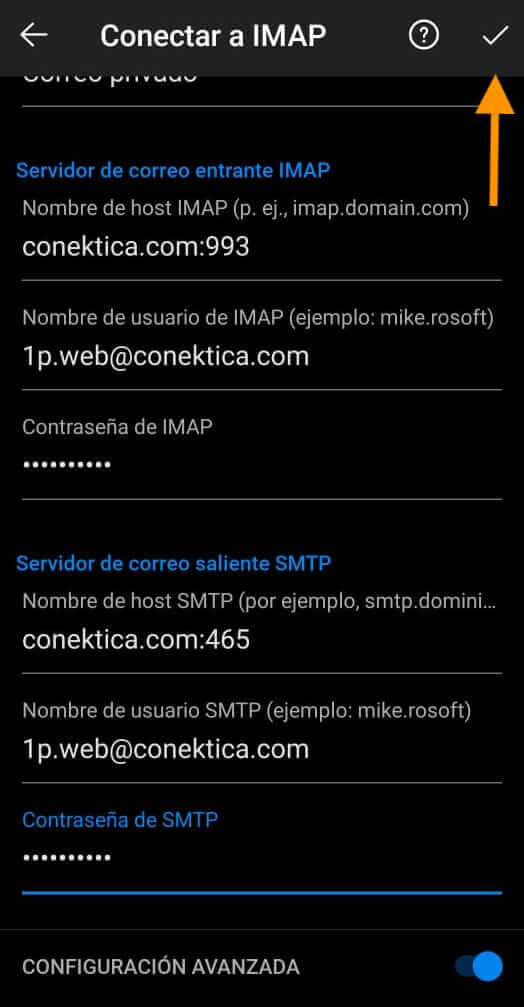 Conectar a IMAP
Correo privado
Servidor de correo entrante IMAP
Nombre de host IMAP (p. ej., imap.domain.com)
conektica.com:993
Nombre de usuario de IMAP (ejemplo: mike.rosoft)
1p.web@conektica.com
Contraseña de IMAP
••••••••••
Servidor de correo saliente SMTP
Nombre de host SMTP (por ejemplo, smtp.domini...
conektica.com:465
Nombre de usuario SMTP (ejemplo: mike.rosoft)
1p.web@conektica.com
Contraseña de SMTP
••••••••••
CONFIGURACIÓN AVANZADA